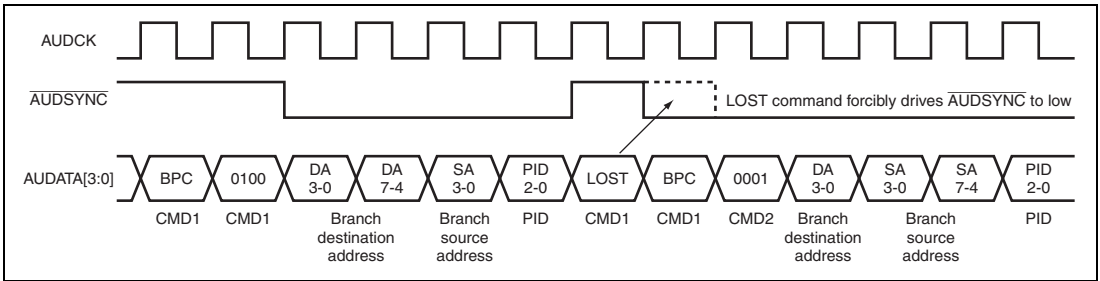 AUDCK
AUDSYNC
LOST command forcibly drives AUDSYNC to low
AUDATA[3:0]
BPC 0100 DA 3-0 DA 7-4 SA 3-0 PID 2-0 LOST BPC 0001 DA 3-0 SA 3-0 SA 7-4 PID 2-0
CMD1 CMD1 Branch destination address Branch source address PID CMD1 CMD1 CMD2 Branch destination address Branch source address PID